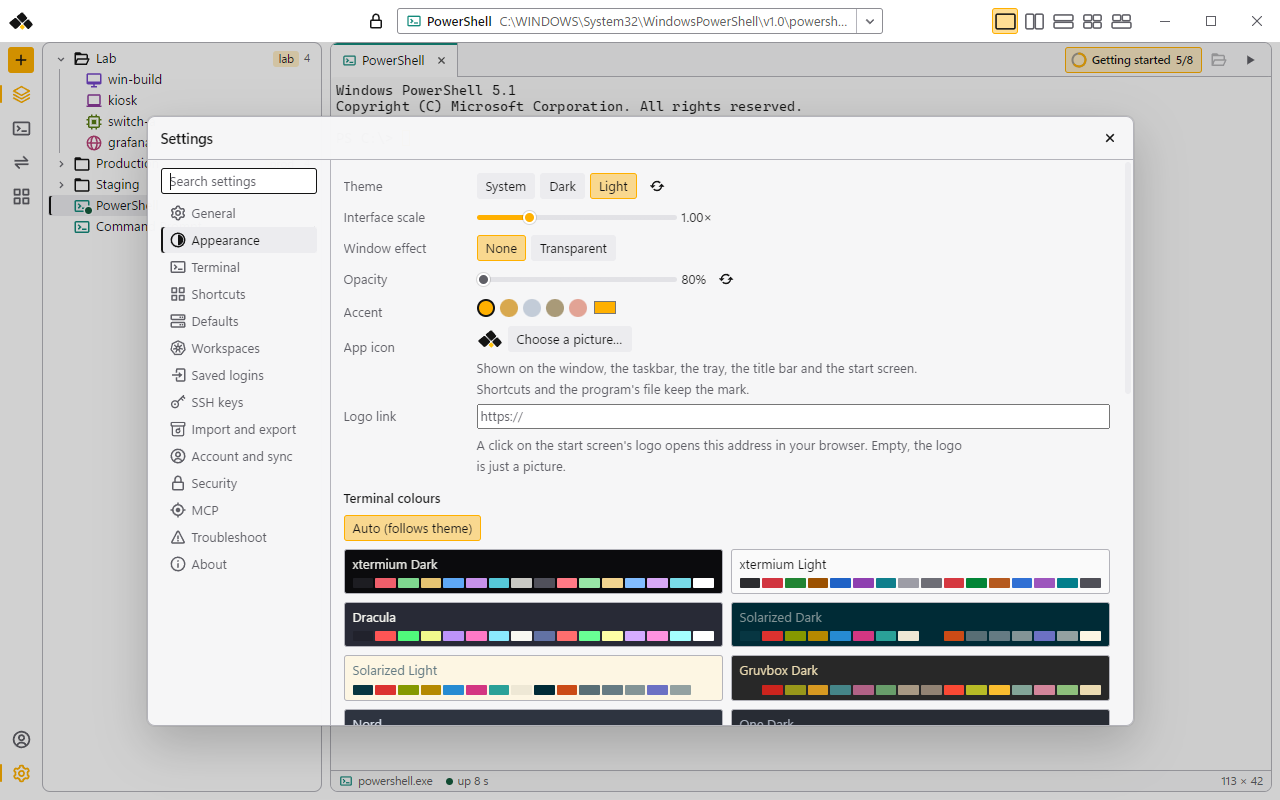 PowerShell C:\WINDOWS\System32\WindowsPowerShell\v1.0\powersh...
Lab lab 4
win-build
kiosk
switch-
grafana
Productio
Staging
PowerShe
Comman
PowerShell
Getting started 5/8
Windows PowerShell 5.1
Copyright (C) Microsoft Corporation. All rights reserved.
Settings
Search settings
General
Appearance
Terminal
Shortcuts
Defaults
Workspaces
Saved logins
SSH keys
Import and export
Account and sync
Security
MCP
Troubleshoot
About
Theme System Dark Light
Interface scale 1.00×
Window effect None Transparent
Opacity 80%
Accent
App icon Choose a picture...
Shown on the window, the taskbar, the tray, the title bar and the start screen.
Shortcuts and the program's file keep the mark.
Logo link https://
A click on the start screen's logo opens this address in your browser. Empty, the logo
is just a picture.
Terminal colours
Auto (follows theme)
xtermium Dark xtermium Light
Dracula Solarized Dark
Solarized Light Gruvbox Dark
Nord One Dark
powershell.exe up 8 s 113 × 42